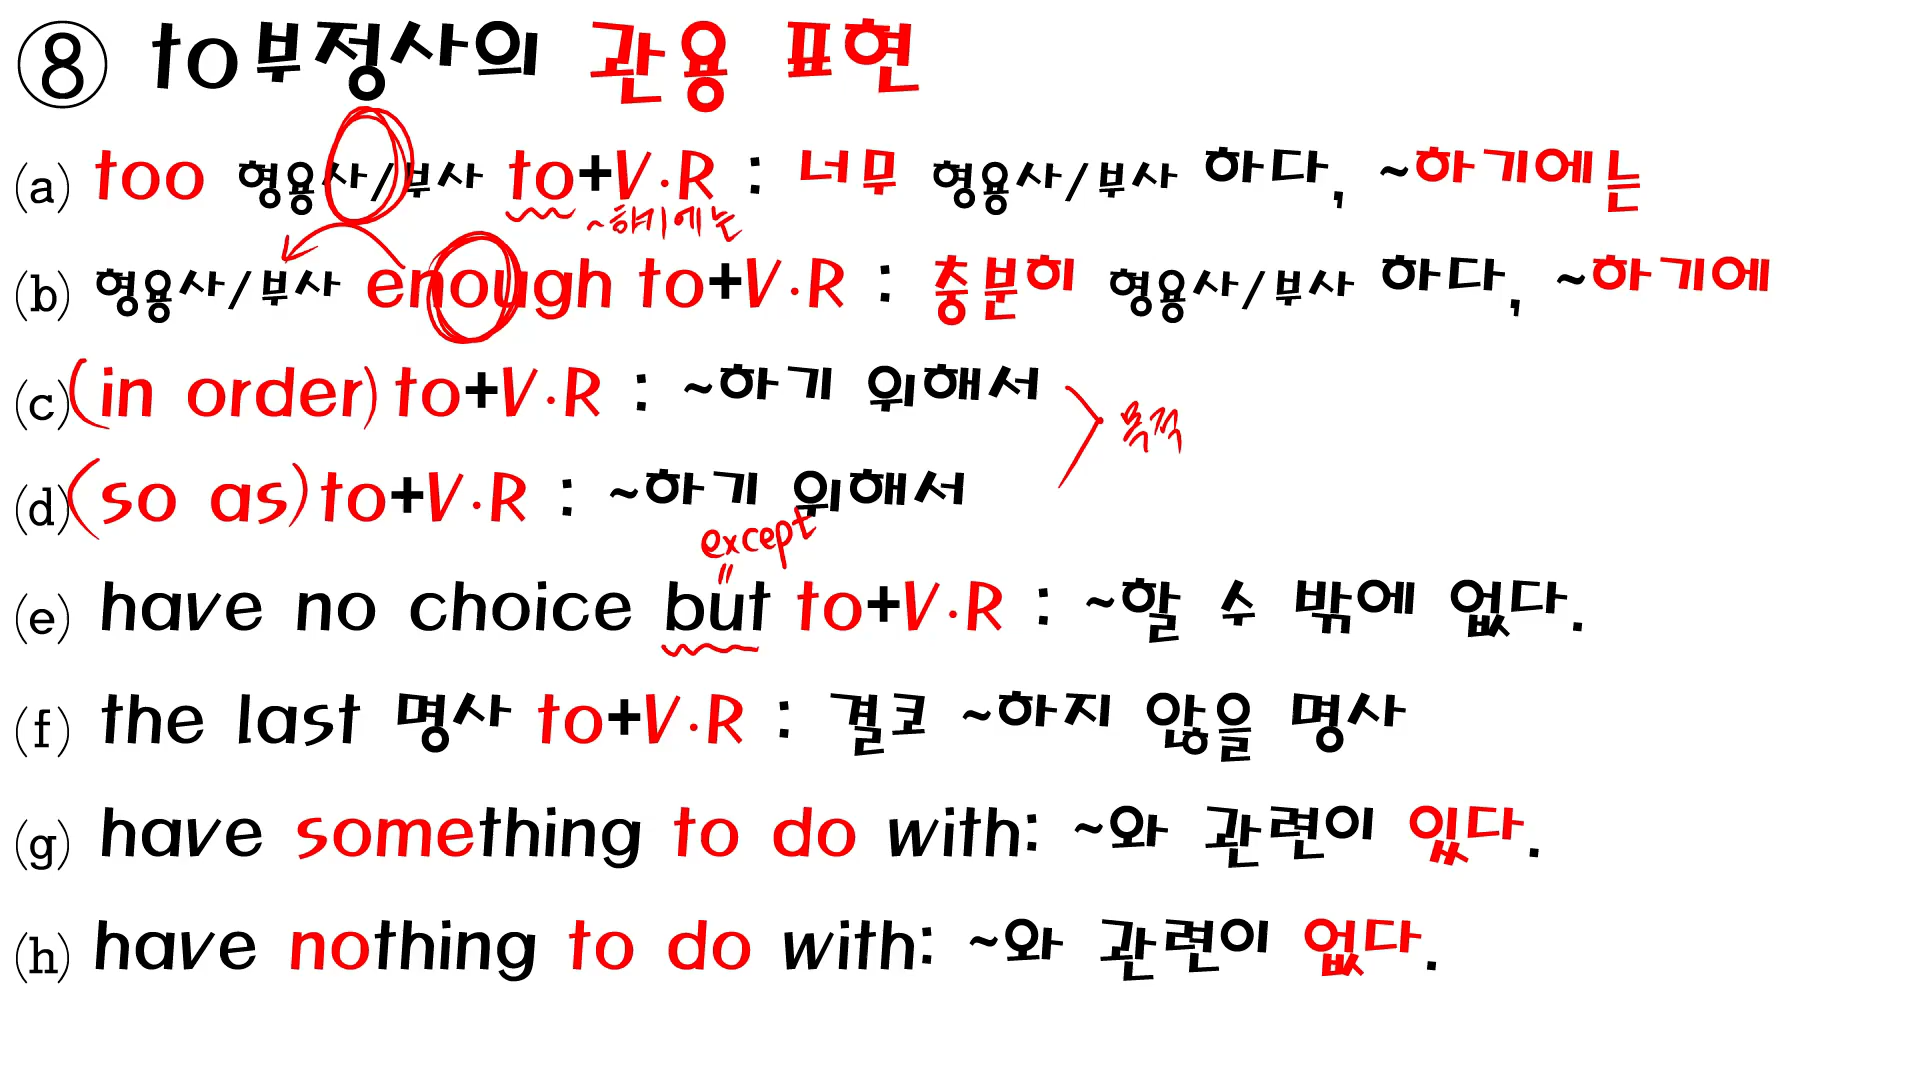 ⑧ to부정사의 관용 표현
(a) too 형용사/부사 to+V·R : 너무 형용사/부사 하다, ~하기에는
~하기에는
(b) 형용사/부사 enough to+V·R : 충분히 형용사/부사 하다, ~하기에
(c) (in order) to+V·R : ~하기 위해서
목적
(d) (so as) to+V·R : ~하기 위해서
except
"
(e) have no choice but to+V·R : ~할 수 밖에 없다.
(f) the last 명사 to+V·R : 결코 ~하지 않을 명사
(g) have something to do with: ~와 관련이 있다.
(h) have nothing to do with: ~와 관련이 없다.